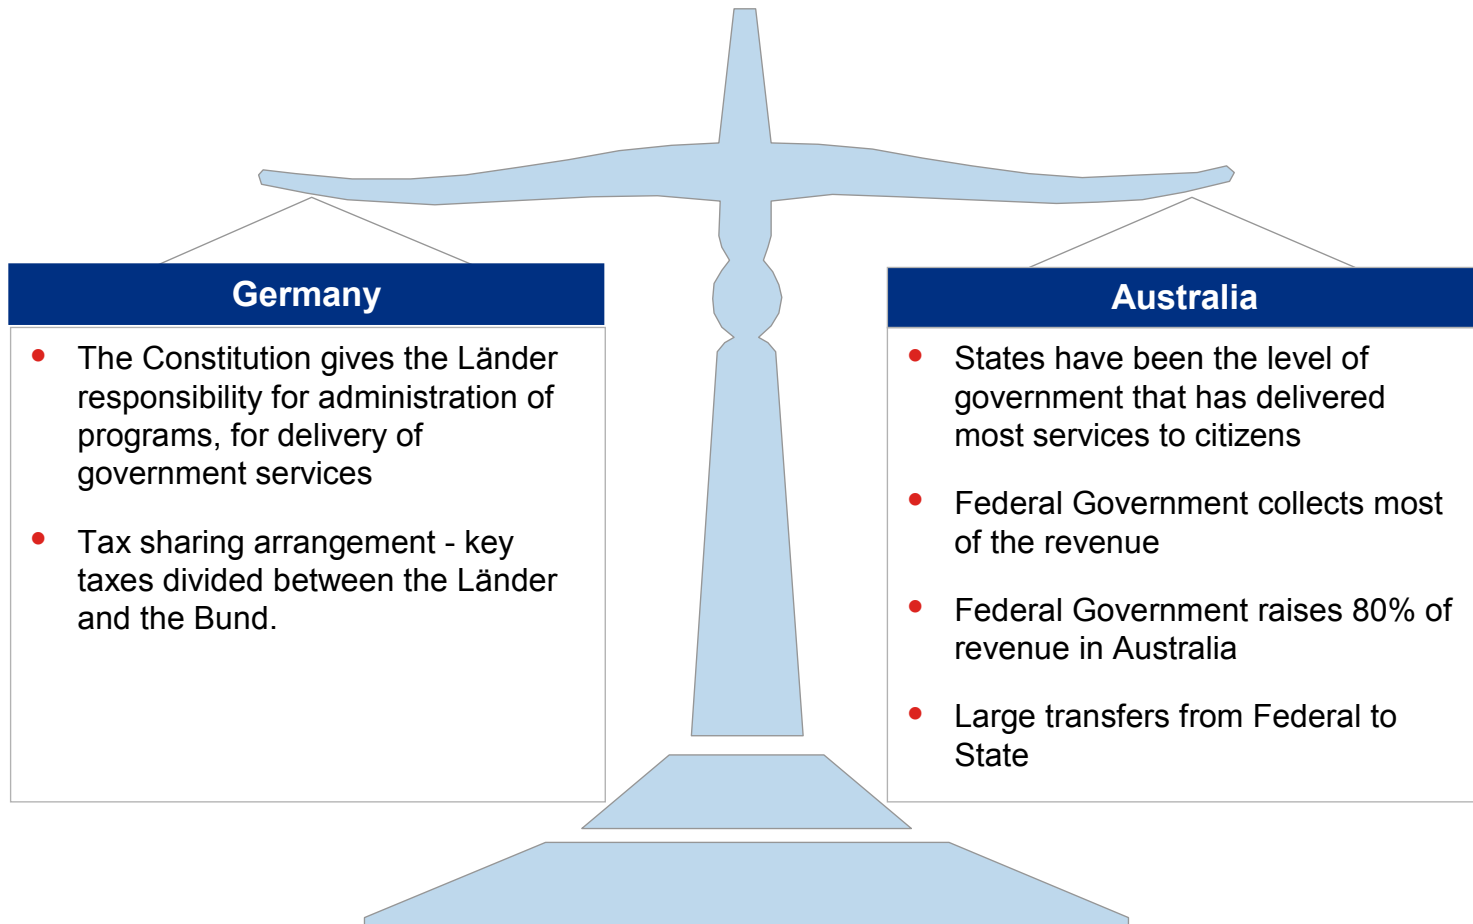 Germany
• The Constitution gives the Länder
responsibility for administration of
programs, for delivery of
government services
• Tax sharing arrangement - key
taxes divided between the Länder
and the Bund.
Australia
• States have been the level of
government that has delivered
most services to citizens
• Federal Government collects most
of the revenue
• Federal Government raises 80% of
revenue in Australia
• Large transfers from Federal to
State